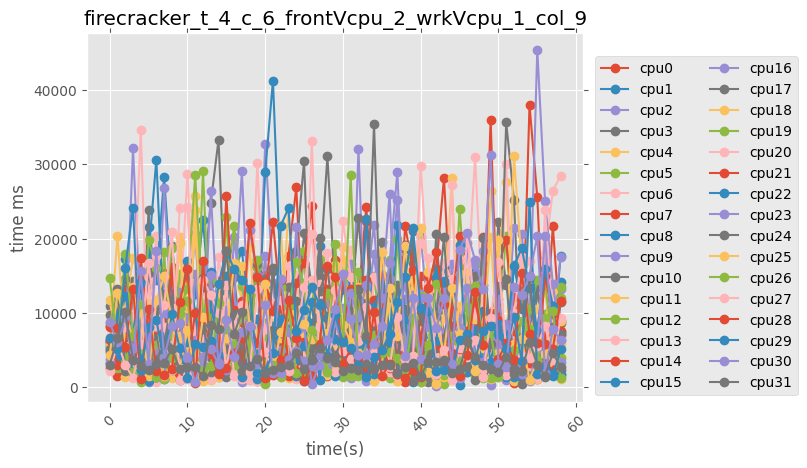 firecracker_t_4_c_6_frontVcpu_2_wrkVcpu_1_col_9
time ms
40000
30000
20000
10000
0
0 10 20 30 40 50 60
time(s)
cpu0 cpu16
cpu1 cpu17
cpu2 cpu18
cpu3 cpu19
cpu4 cpu20
cpu5 cpu21
cpu6 cpu22
cpu7 cpu23
cpu8 cpu24
cpu9 cpu25
cpu10 cpu26
cpu11 cpu27
cpu12 cpu28
cpu13 cpu29
cpu14 cpu30
cpu15 cpu31